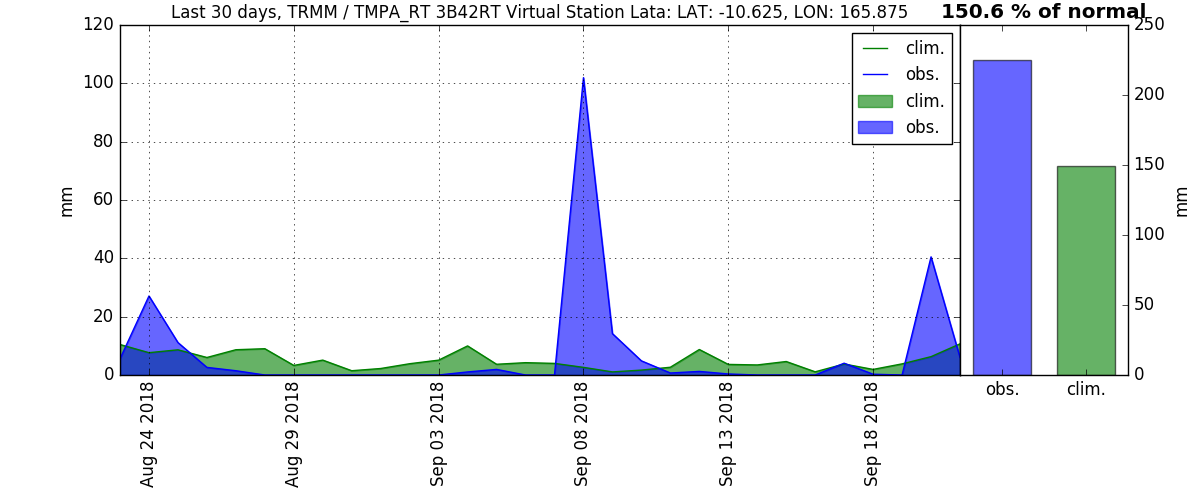 Last 30 days, TRMM / TMPA_RT 3B42RT Virtual Station Lata: LAT: -10.625, LON: 165.875
150.6 % of normal
120
100
80
60
40
20
0
mm
clim.
obs.
clim.
obs.
Aug 24 2018
Aug 29 2018
Sep 03 2018
Sep 08 2018
Sep 13 2018
Sep 18 2018
250
200
150
100
50
0
mm
obs.
clim.